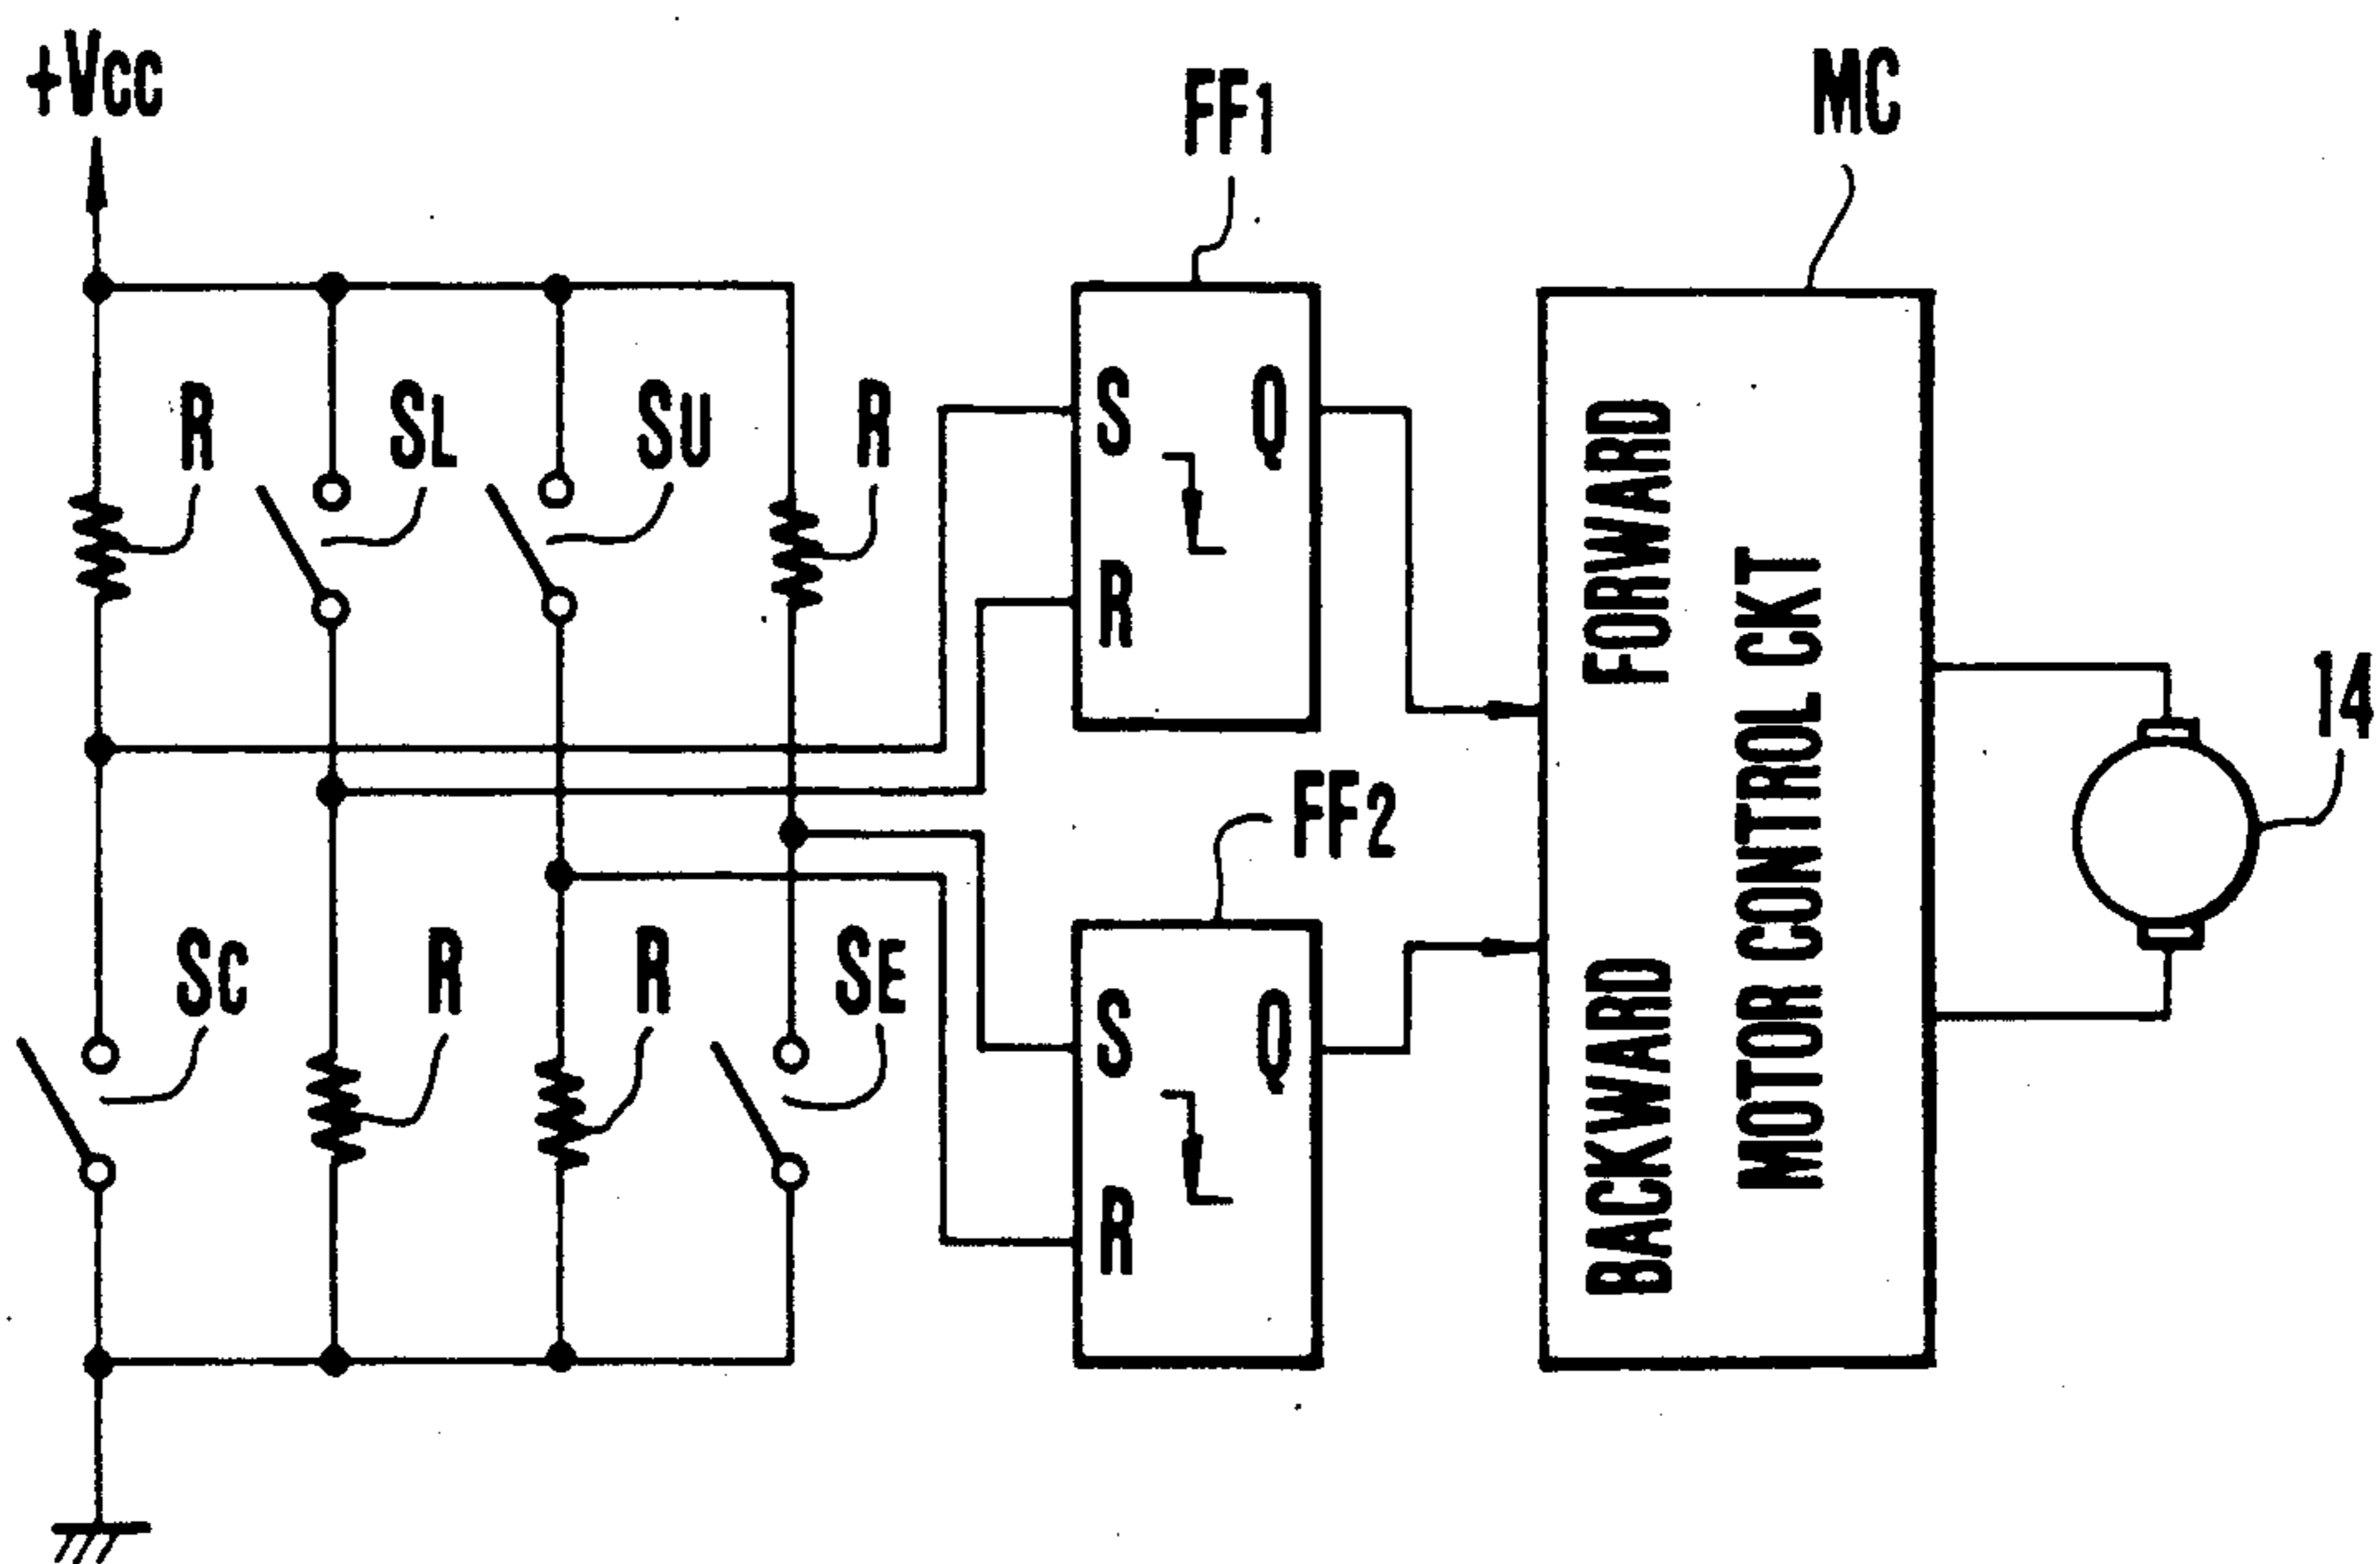 +VCC
FF1
MC
R
SL
SU
R
S
Q
R
FORWARD
MOTOR CONTROL CKT
14
FF2
SC
R
R
SE
S
Q
R
BACKWARD